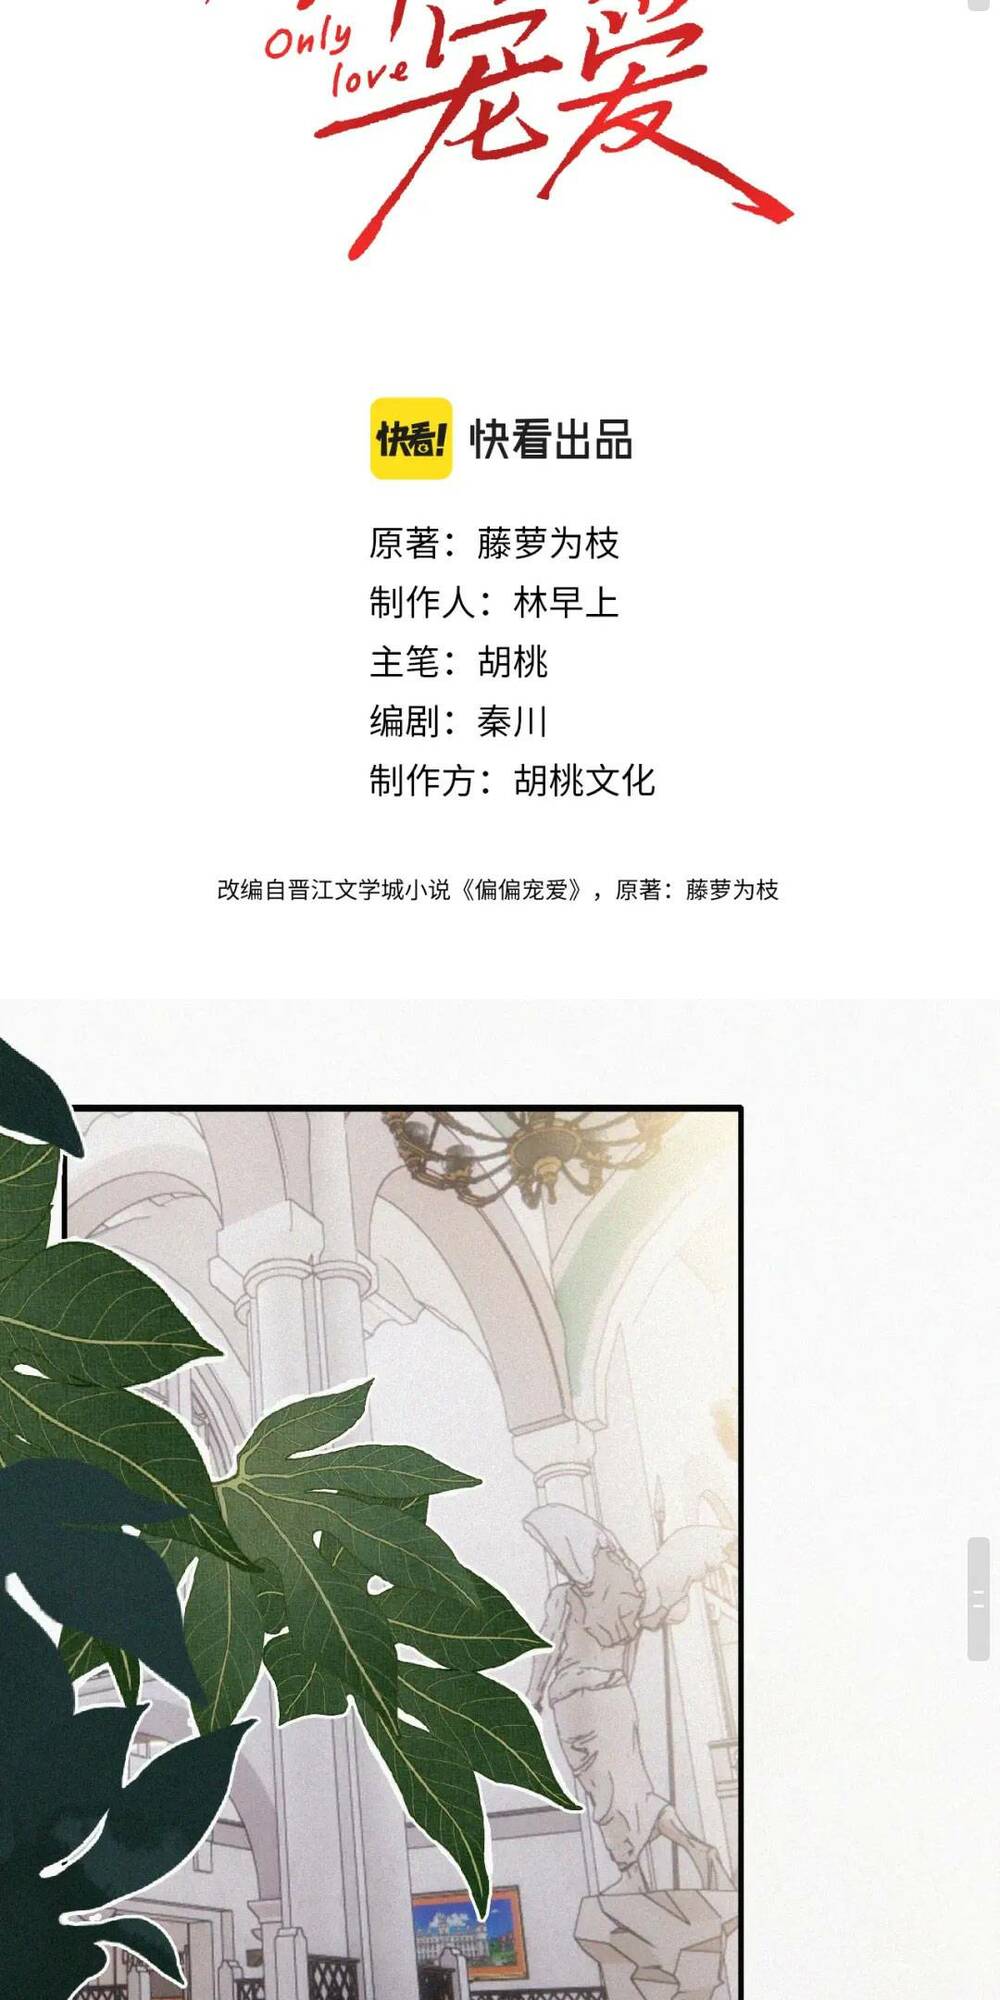 Only
love
宠爱
快看!
快看出品
原著：藤萝为枝
制作人：林早上
主笔：胡桃
编剧：秦川
制作方：胡桃文化
改编自晋江文学城小说《偏偏宠爱》，原著：藤萝为枝